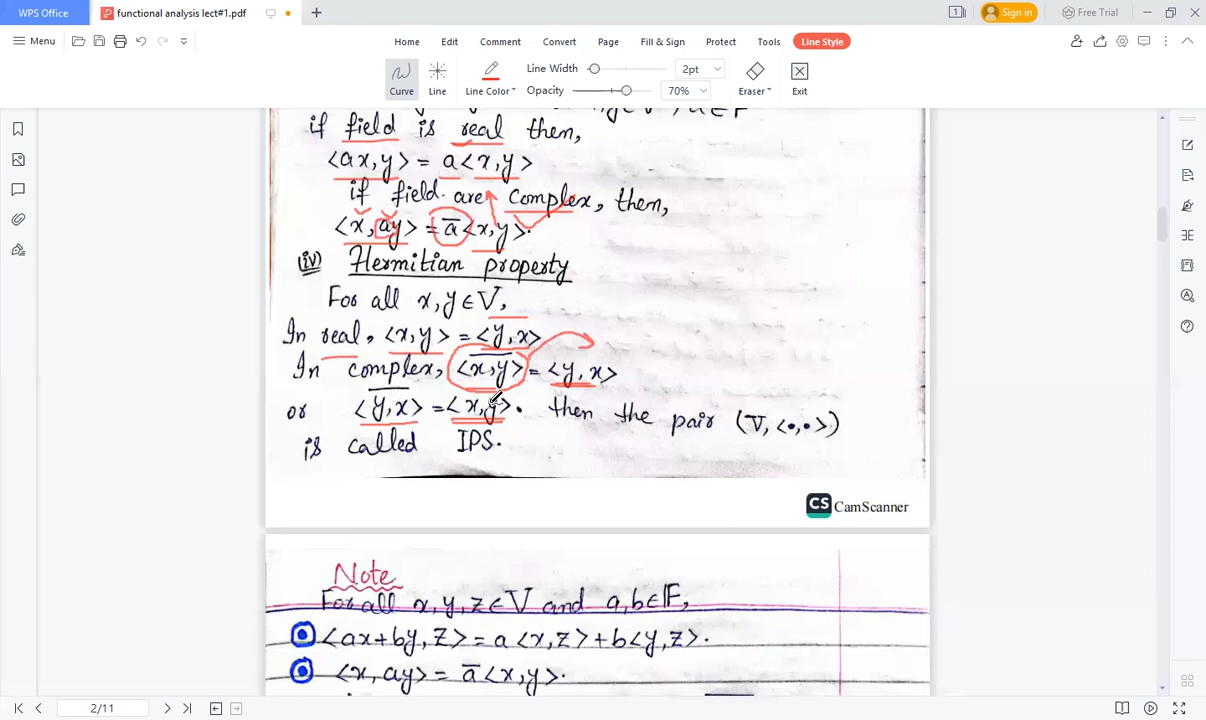 WPS Office
functional analysis lect#1.pdf
Sign in
Free Trial
Menu
Home Edit Comment Convert Page Fill & Sign Protect Tools Line Style
Curve Line Line Color Line Width 2pt Opacity 70% Eraser Exit
if field is real then,
<ax,y> = a<x,y>
if field are complex, then,
<x,ay> = a̅<x,y>.
(iv) Hermitian property
For all x,y∈V,
In real, <x,y> = <y,x>
In complex, \overline{<x,y>} = <y,x>
or \overline{<y,x>} = <x,y>. then the pair (V,<•,•>)
is called IPS.
CS CamScanner
Note
For all x,y,z∈V and a,b∈F,
<ax+by,z> = a<x,z>+b<y,z>.
<x,ay> = a̅<x,y>.
2/11